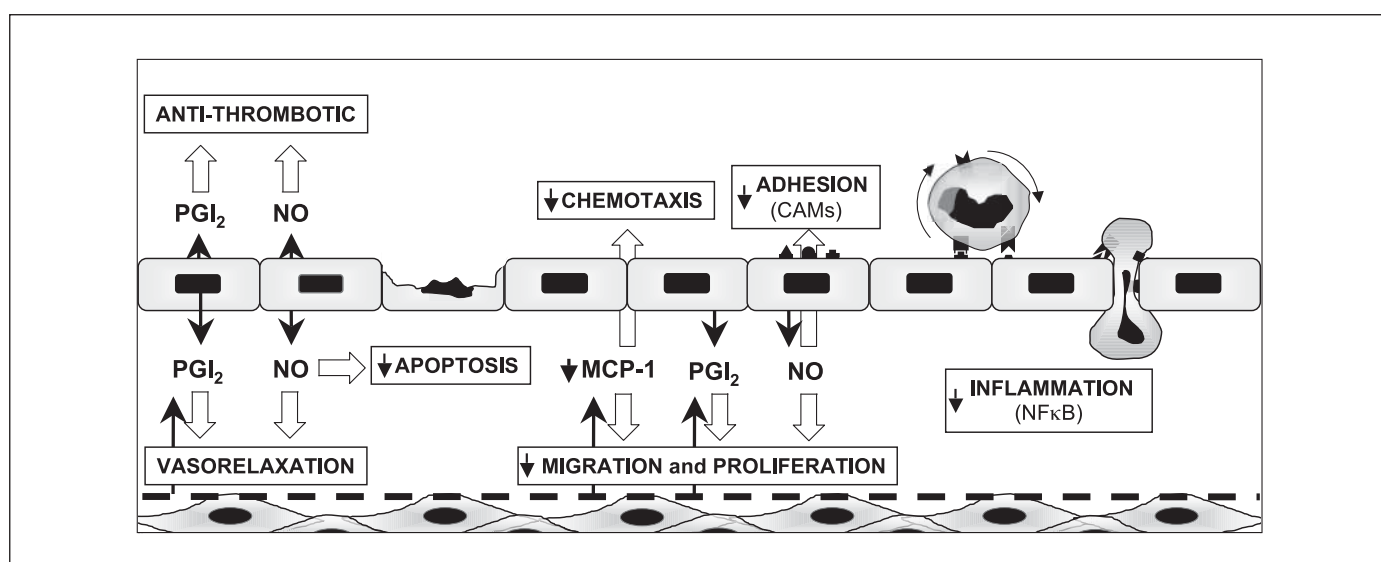 ANTI-THROMBOTIC
PGI₂ NO
↓ CHEMOTAXIS
↓ ADHESION
(CAMs)
PGI₂ NO
↓ APOPTOSIS
↓ MCP-1 PGI₂ NO
↓ INFLAMMATION
(NFκB)
VASORELAXATION
↓ MIGRATION and PROLIFERATION